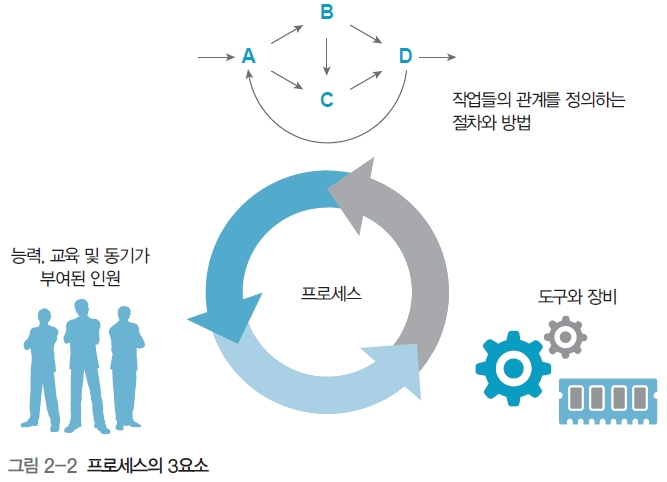 B
A
D
C
작업들의 관계를 정의하는
절차와 방법
능력, 교육 및 동기가
부여된 인원
프로세스
도구와 장비
그림 2-2 프로세스의 3요소